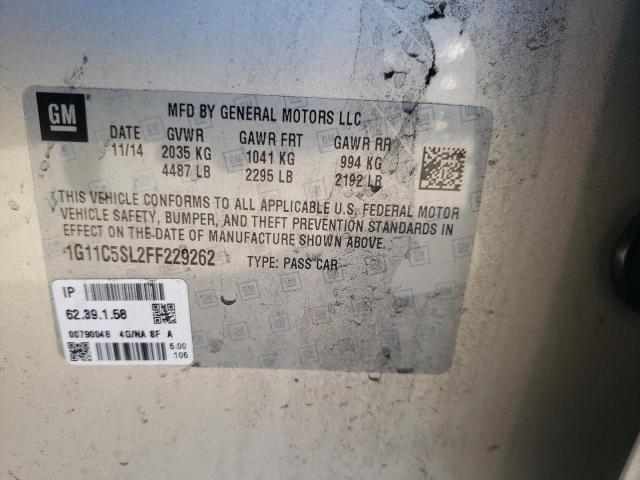 GM
MFD BY GENERAL MOTORS LLC
DATE GVWR GAWR FRT GAWR RR
11/14 2035 KG 1041 KG 994 KG
4487 LB 2295 LB 2192 LB
THIS VEHICLE CONFORMS TO ALL APPLICABLE U.S. FEDERAL MOTOR
VEHICLE SAFETY, BUMPER, AND THEFT PREVENTION STANDARDS IN
EFFECT ON THE DATE OF MANUFACTURE SHOWN ABOVE.
1G11C5SL2FF229262 TYPE: PASS CAR
IP
62.39.1.58
00790048 4G/NA 8F A
5.00
106